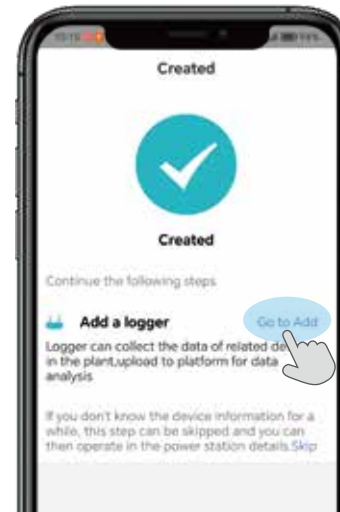 Created
Created
Continue the following steps
Add a logger Go to Add
Logger can collect the data of related de
in the plant,upload to platform for data
analysis
If you don't know the device information for a
while, this step can be skipped and you can
then operate in the power station details.Skip